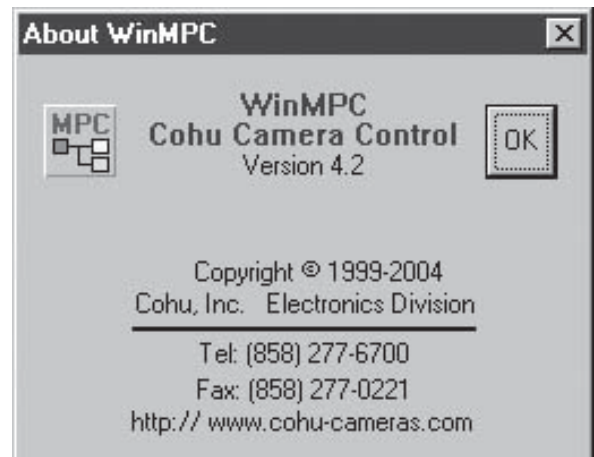 About WinMPC
MPC
WinMPC
Cohu Camera Control
Version 4.2
OK
Copyright © 1999-2004
Cohu, Inc. Electronics Division
Tel: (858) 277-6700
Fax: (858) 277-0221
http:// www.cohu-cameras.com